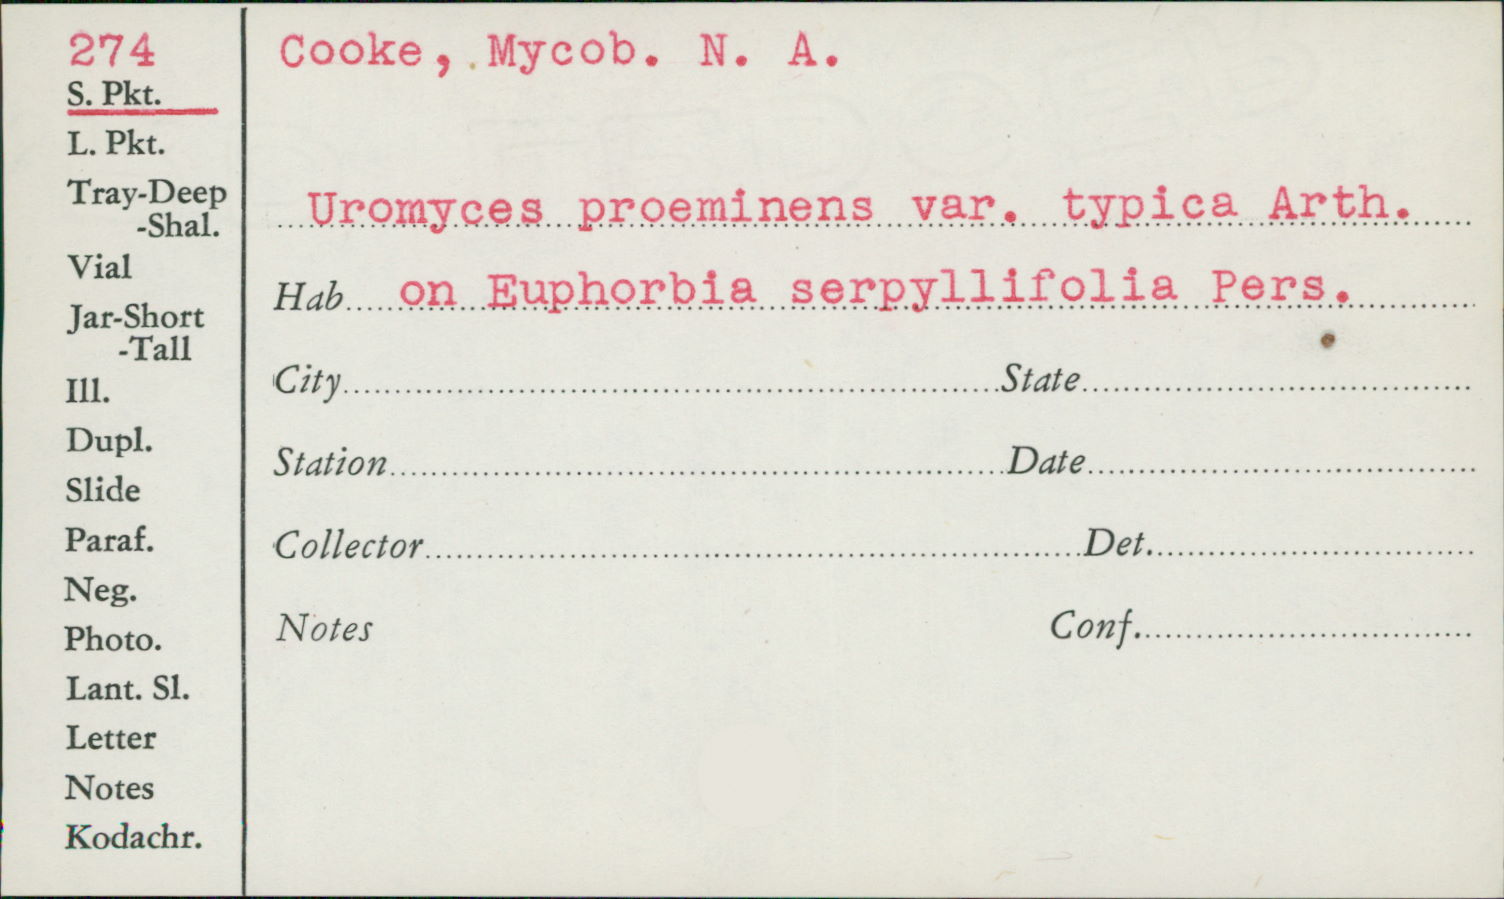 274
S. Pkt.
L. Pkt.
Tray-Deep
-Shal.
Vial
Jar-Short
-Tall
Ill.
Dupl.
Slide
Paraf.
Neg.
Photo.
Lant. Sl.
Letter
Notes
Kodachr.
Cooke, Mycob. N. A.
Uromyces proeminens var. typica Arth.
Hab on Euphorbia serpyllifolia Pers.
City State
Station Date
Collector Det.
Notes Conf.